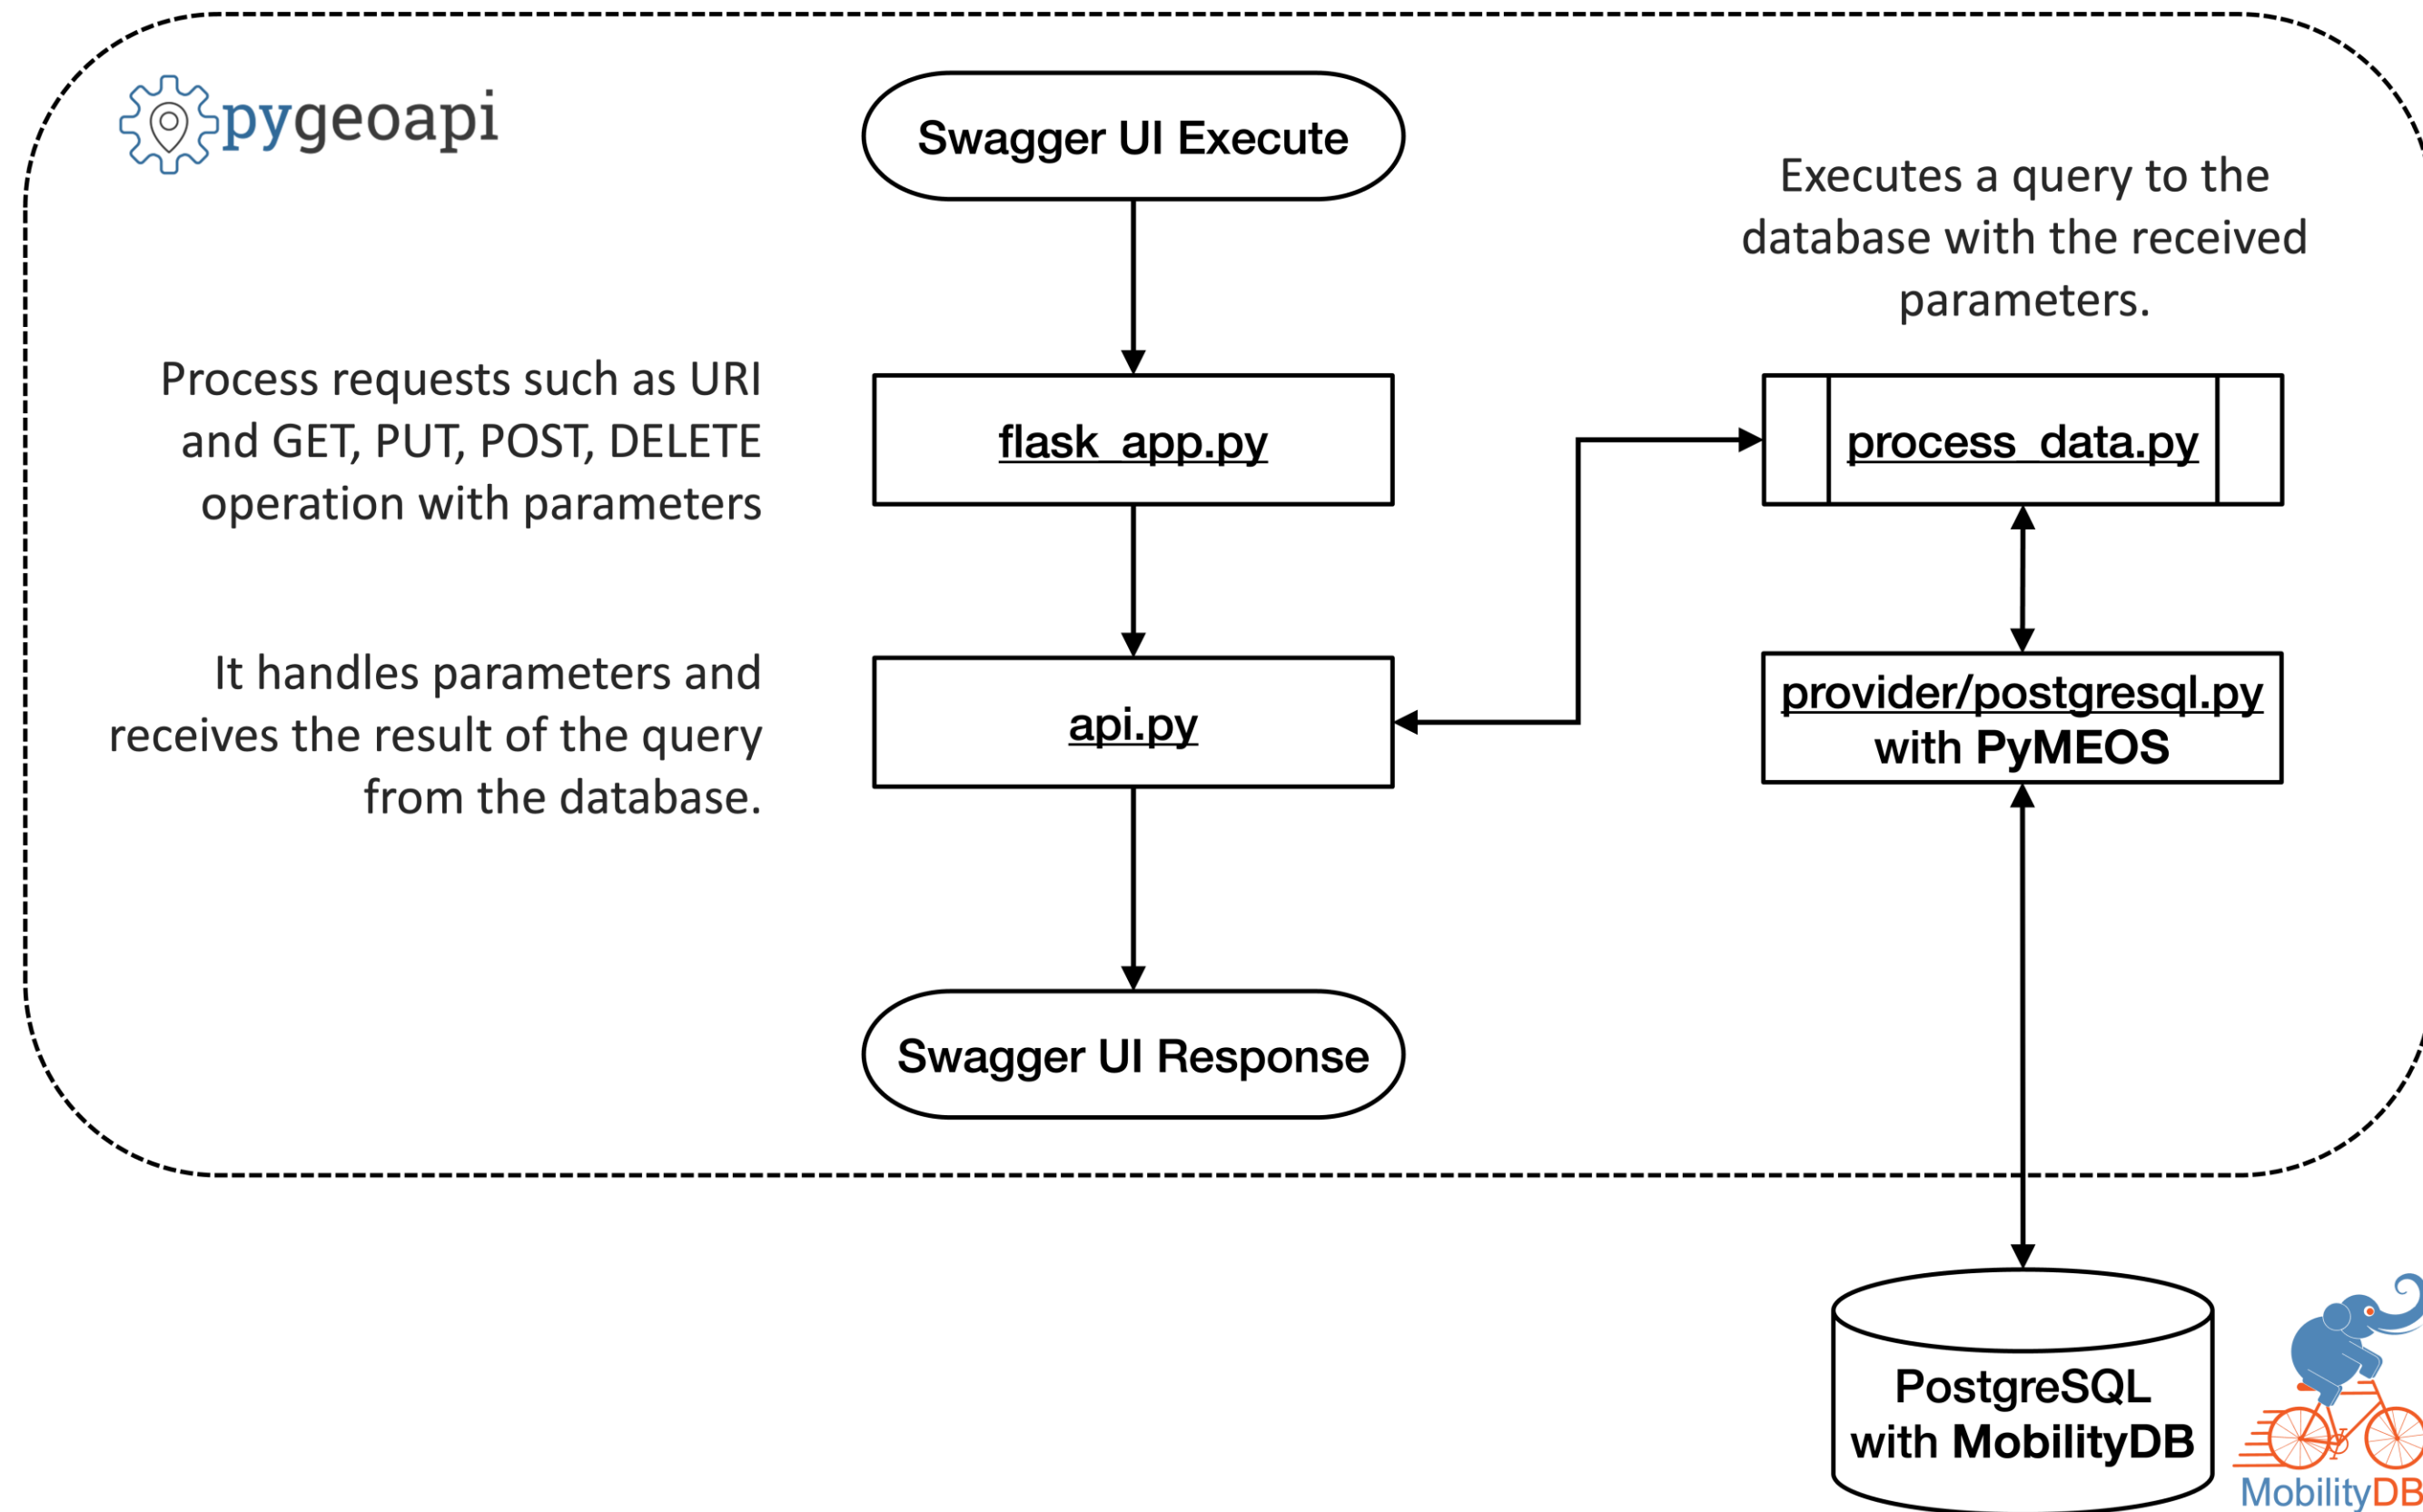 pygeoapi
Swagger UI Execute
Executes a query to the
database with the received
parameters.
Process requests such as URI
and GET, PUT, POST, DELETE
operation with parameters
flask_app.py
process_data.py
It handles parameters and
receives the result of the query
from the database.
api.py
provider/postgresql.py
with PyMEOS
Swagger UI Response
PostgreSQL
with MobilityDB
MobilityDB